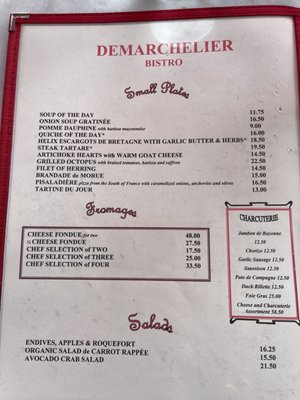 DEMARCHELIER
BISTRO
Small Plates
SOUP OF THE DAY 11.75
ONION SOUP GRATINÉE 16.50
POMME DAUPHINE with harissa mayonnaise 9.00
QUICHE OF THE DAY* 16.00
HELIX ESCARGOTS DE BRETAGNE WITH GARLIC BUTTER & HERBS* 18.50
STEAK TARTARE* 19.50
ARTICHOKE HEARTS with WARM GOAT CHEESE 14.50
GRILLED OCTOPUS with braised tomatoes, harissa and saffron 22.50
FILET OF HERRING 14.50
BRANDADE de MORUE 15.00
PISALADIÈRE pizza from the South of France with caramelized onions, anchovies and olives 16.50
TARTINE DU JOUR 13.00
Fromages
CHEESE FONDUE for two 48.00
½ CHEESE FONDUE 27.50
CHEF SELECTION of TWO 17.50
CHEF SELECTION of THREE 25.00
CHEF SELECTION of FOUR 33.50
CHARCUTERIE
Jambon de Bayonne
12.50
Chorizo 12.50
Garlic Sausage 12.50
Saucisson 12.50
Pate de Campagne 12.50
Duck Rillette 12.50
Foie Gras 25.00
Cheese and Charcuterie
Assortment 58.50
Salads
ENDIVES, APPLES & ROQUEFORT 16.25
ORGANIC SALAD de CARROT RAPPÉE 15.50
AVOCADO CRAB SALAD 21.50